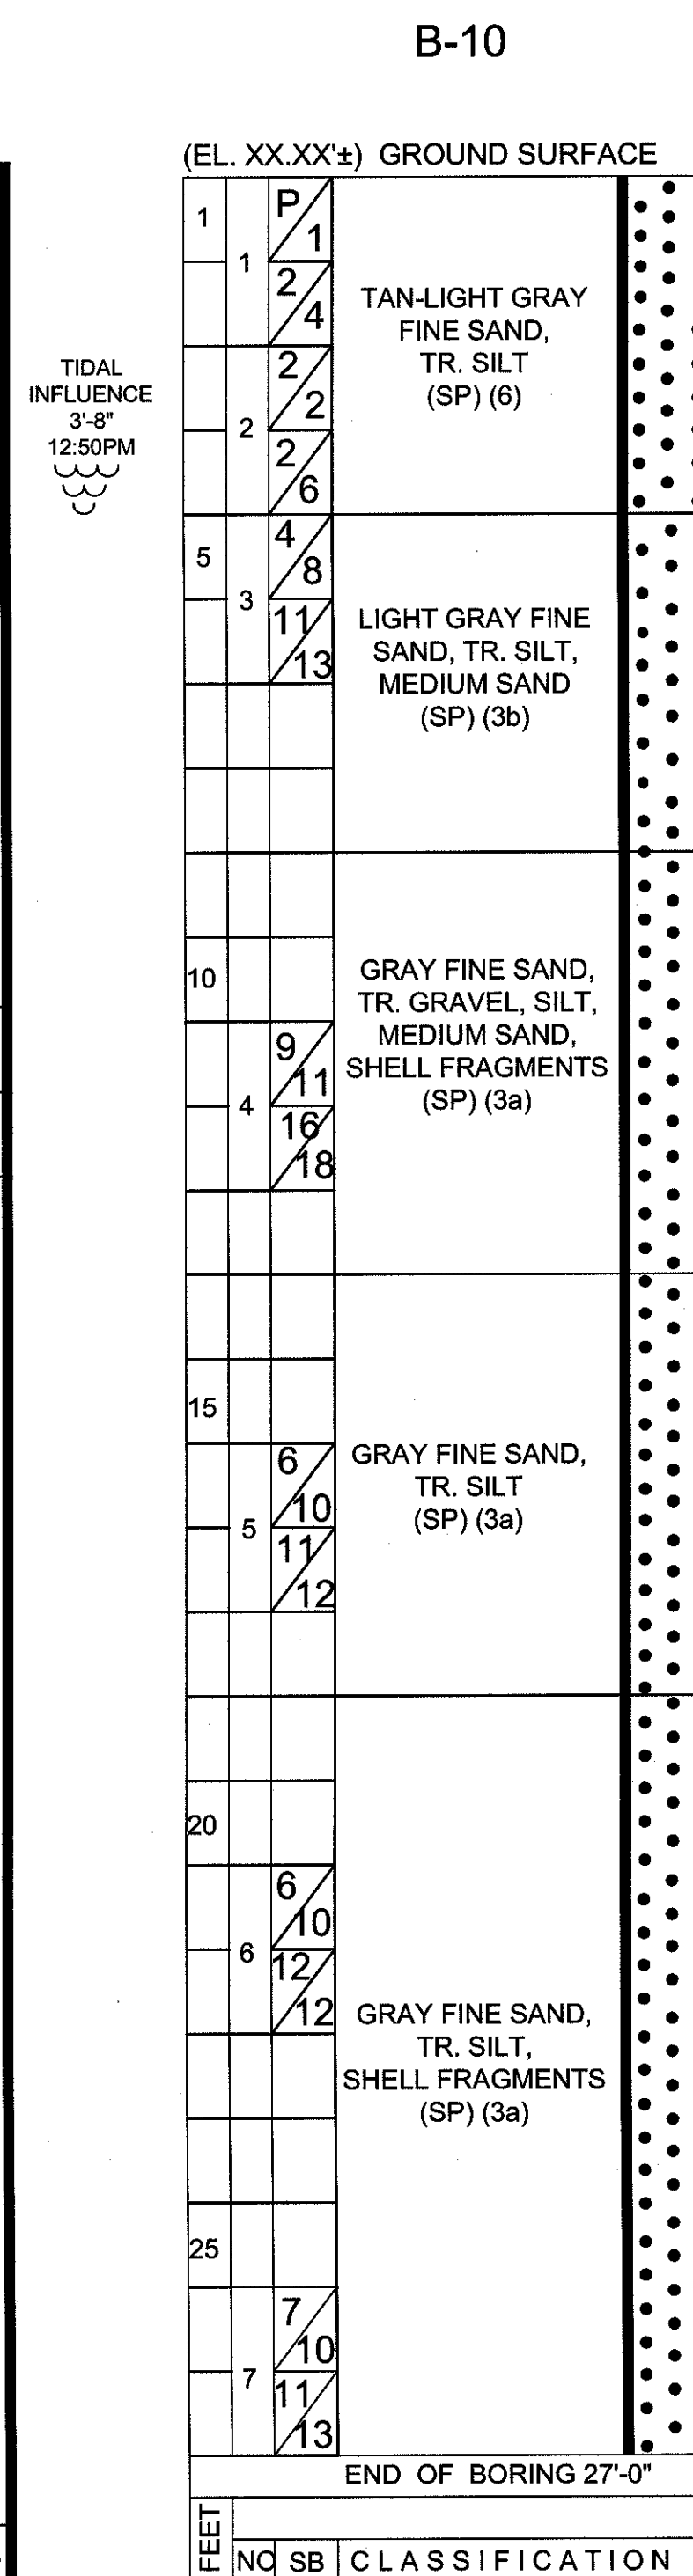 B-10
(EL. XX.XX'±) GROUND SURFACE
1
1
P
1
2
4
TAN-LIGHT GRAY
FINE SAND,
TR. SILT
(SP) (6)
TIDAL
INFLUENCE
3'-8"
12:50PM
2
2
2
2
6
5
3
4
8
11
13
LIGHT GRAY FINE
SAND, TR. SILT,
MEDIUM SAND
(SP) (3b)
10
GRAY FINE SAND,
TR. GRAVEL, SILT,
MEDIUM SAND,
SHELL FRAGMENTS
(SP) (3a)
4
9
11
16
18
15
5
6
10
11
12
GRAY FINE SAND,
TR. SILT
(SP) (3a)
20
6
6
10
12
12
GRAY FINE SAND,
TR. SILT,
SHELL FRAGMENTS
(SP) (3a)
25
7
7
10
11
13
END OF BORING 27'-0"
FEET
NO SB CLASSIFICATION